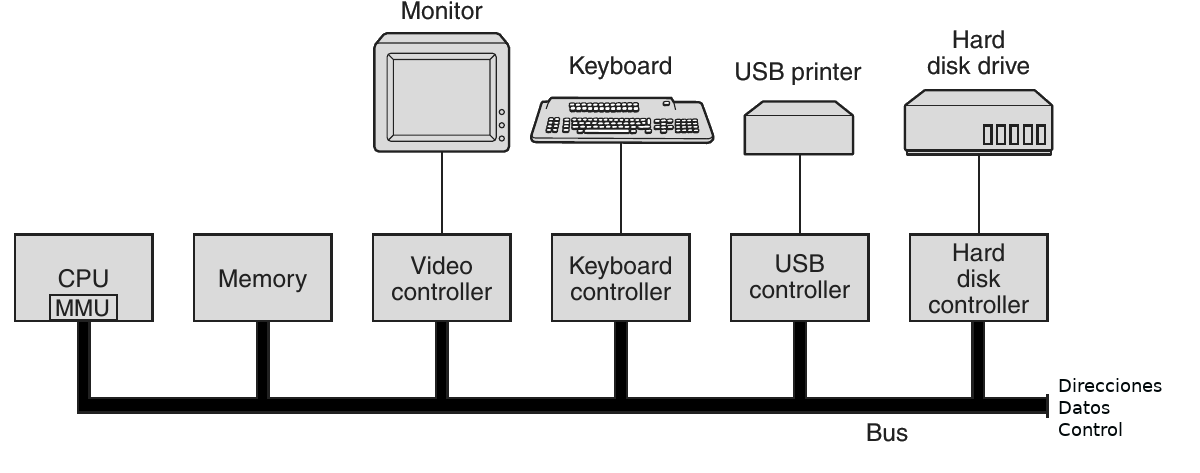 Monitor
Keyboard
USB printer
Hard
disk drive
CPU
MMU
Memory
Video
controller
Keyboard
controller
USB
controller
Hard
disk
controller
Bus
Direcciones
Datos
Control